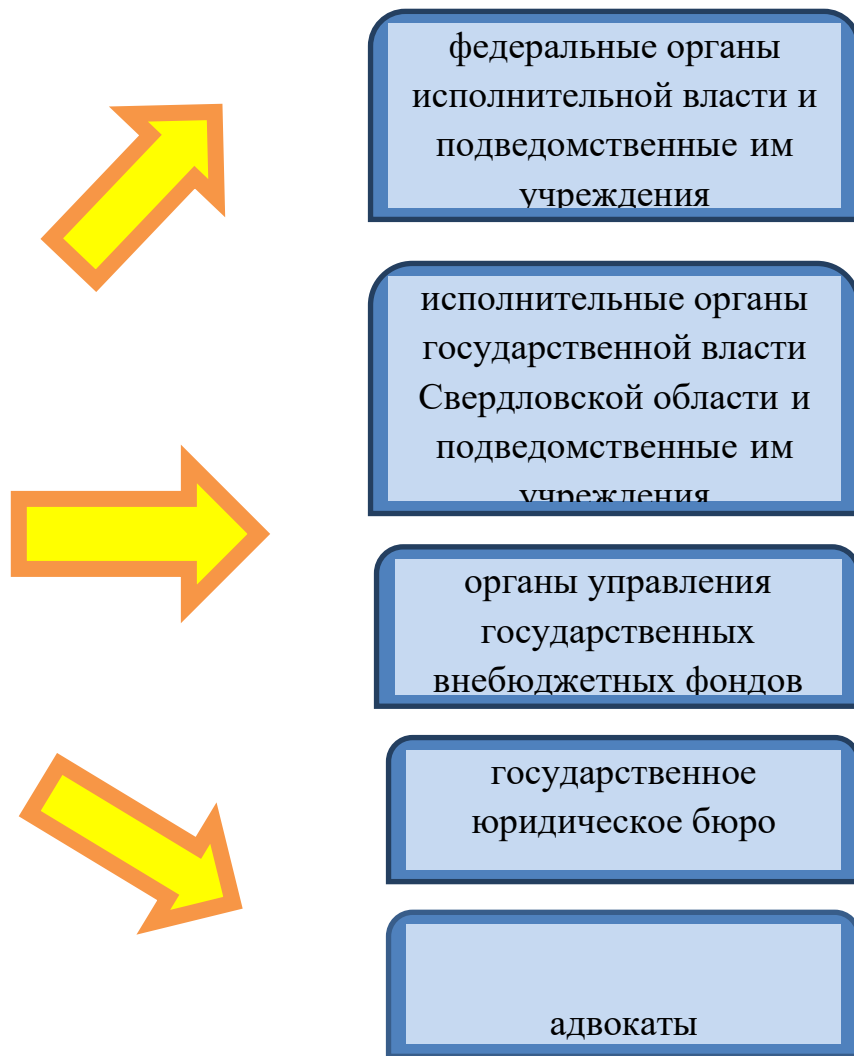 федеральные органы
исполнительной власти и
подведомственные им
учреждения
исполнительные органы
государственной власти
Свердловской области и
подведомственные им
учреждения
органы управления
государственных
внебюджетных фондов
государственное
юридическое бюро
адвокаты